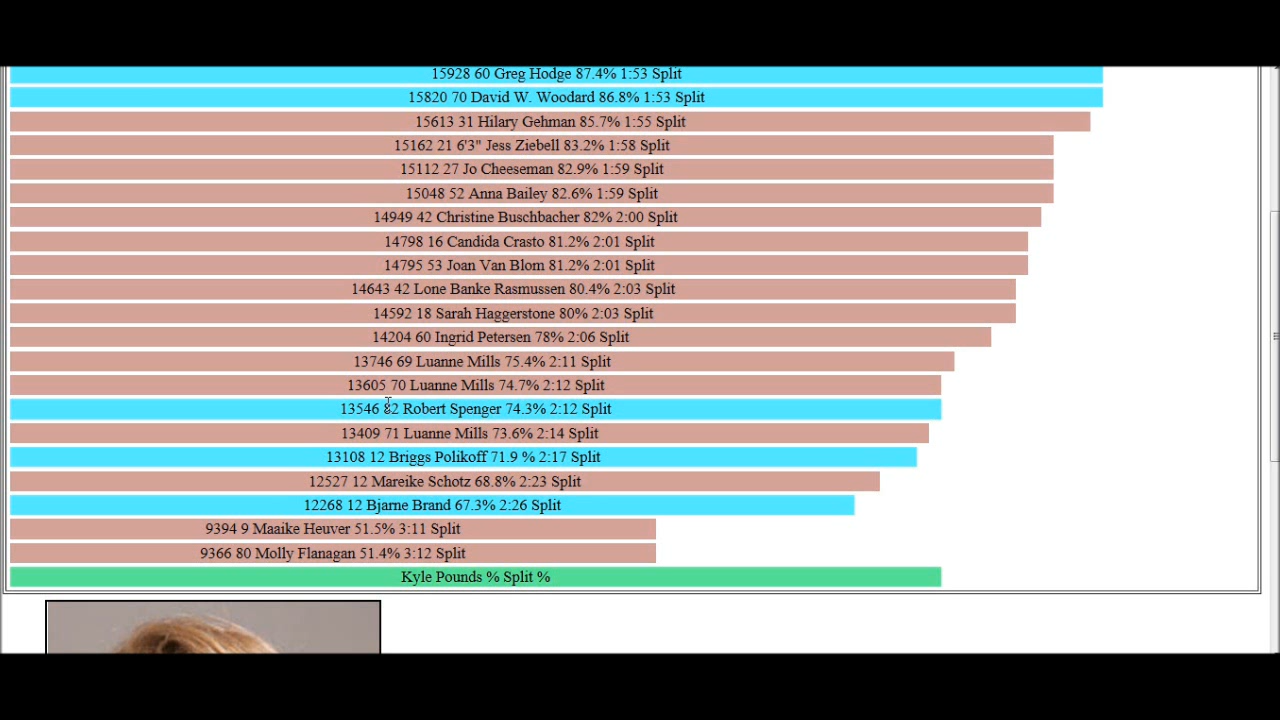 15928 60 Greg Hodge 87.4% 1:53 Split
15820 70 David W. Woodard 86.8% 1:53 Split
15613 31 Hilary Gehman 85.7% 1:55 Split
15162 21 6'3" Jess Ziebell 83.2% 1:58 Split
15112 27 Jo Cheeseman 82.9% 1:59 Split
15048 52 Anna Bailey 82.6% 1:59 Split
14949 42 Christine Buschbacher 82% 2:00 Split
14798 16 Candida Crasto 81.2% 2:01 Split
14795 53 Joan Van Blom 81.2% 2:01 Split
14643 42 Lone Banke Rasmussen 80.4% 2:03 Split
14592 18 Sarah Haggerstone 80% 2:03 Split
14204 60 Ingrid Petersen 78% 2:06 Split
13746 69 Luanne Mills 75.4% 2:11 Split
13605 70 Luanne Mills 74.7% 2:12 Split
13546 82 Robert Spenger 74.3% 2:12 Split
13409 71 Luanne Mills 73.6% 2:14 Split
13108 12 Briggs Polikoff 71.9 % 2:17 Split
12527 12 Mareike Schotz 68.8% 2:23 Split
12268 12 Bjarne Brand 67.3% 2:26 Split
9394 9 Maaike Heuver 51.5% 3:11 Split
9366 80 Molly Flanagan 51.4% 3:12 Split
Kyle Pounds % Split %